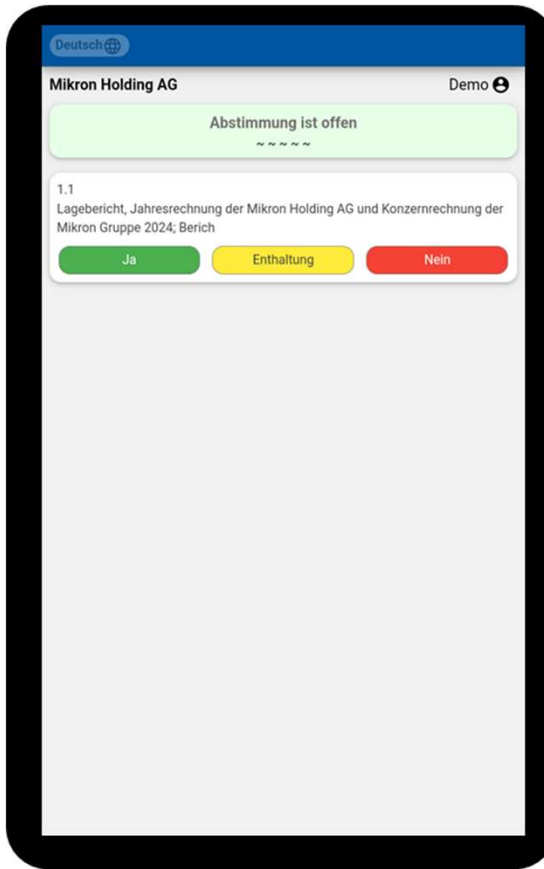 Deutsch
Mikron Holding AG
Demo
Abstimmung ist offen
~ ~ ~ ~ ~
1.1
Lagebericht, Jahresrechnung der Mikron Holding AG und Konzernrechnung der
Mikron Gruppe 2024; Berich
Ja
Enthaltung
Nein